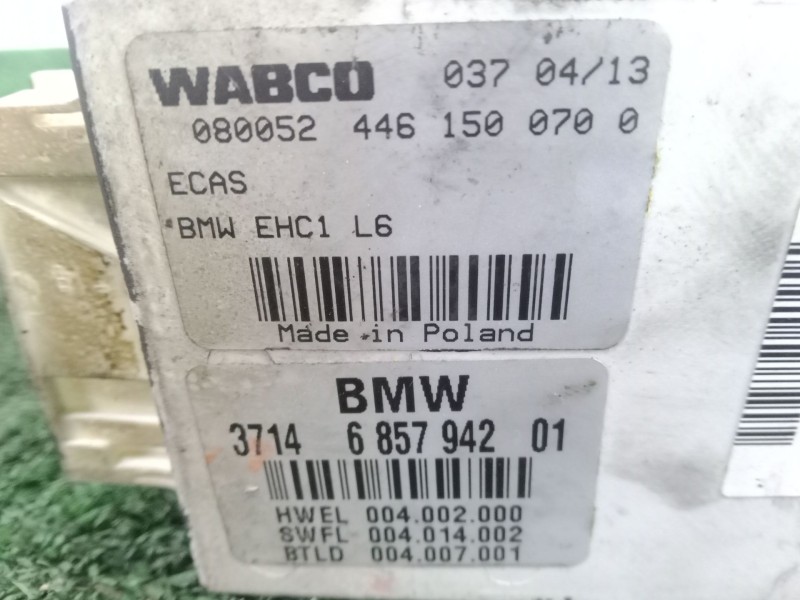 WABCO 037 04/13
080052 446 150 070 0
ECAS
BMW EHC1 L6
Made in Poland
BMW
3714 6 857 942 01
HWEL 004.002.000
SWFL 004.014.002
BTLD 004.007.001